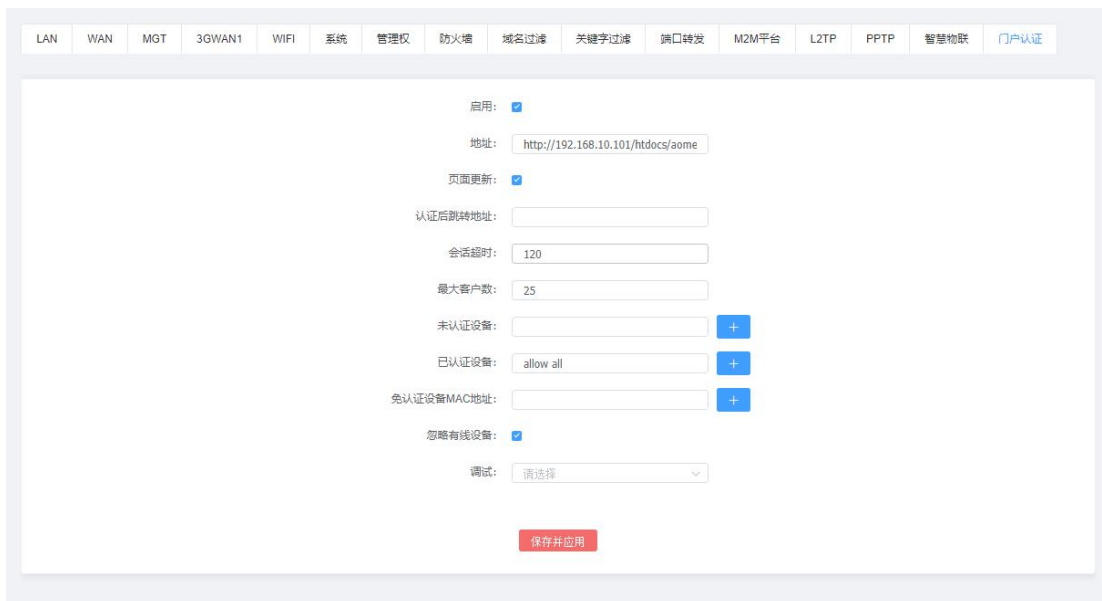 LAN WAN MGT 3GWAN1 WIFI 系统 管理权 防火墙 域名过滤 关键字过滤 端口转发 M2M平台 L2TP PPTP 智慧物联 门户认证
启用:
地址: http://192.168.10.101/htdocs/aome
页面更新:
认证后跳转地址:
会话超时: 120
最大客户数: 25
未认证设备: +
已认证设备: allow all +
免认证设备MAC地址: +
忽略有线设备:
调试: 请选择
保存并应用